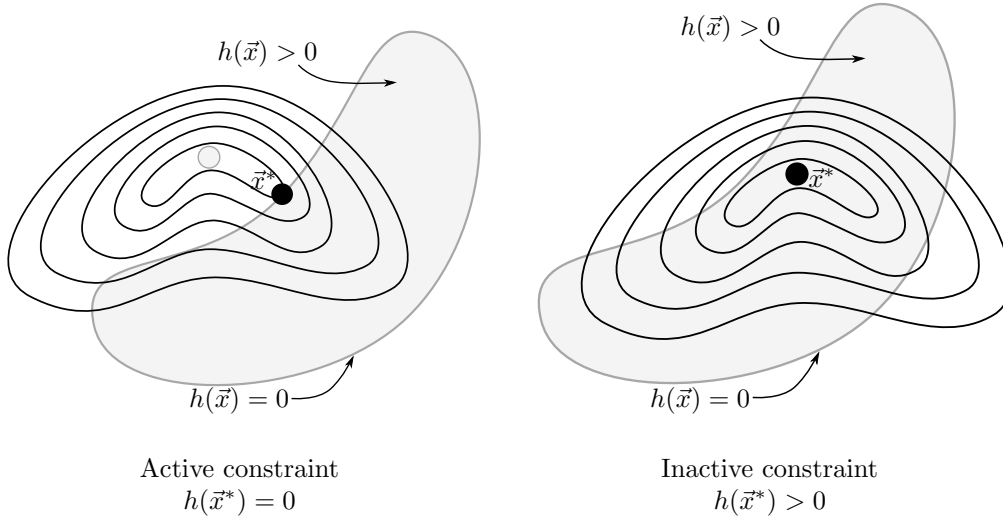 h(x⃗) > 0
x⃗*
h(x⃗) = 0
Active constraint
h(x⃗*) = 0
h(x⃗) > 0
x⃗*
h(x⃗) = 0
Inactive constraint
h(x⃗*) > 0